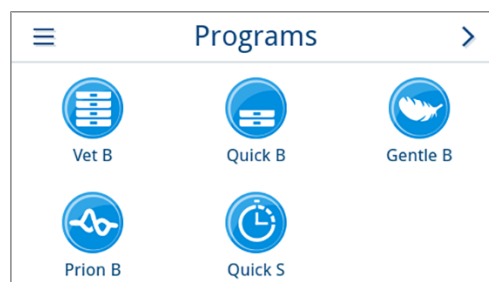 Programs
Vet B
Quick B
Gentle B
Prion B
Quick S